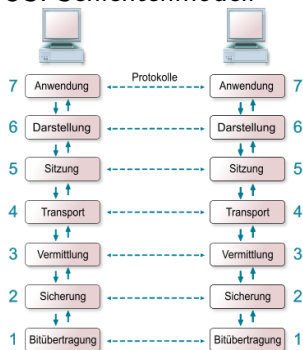 OSI-Schichtenmodell
Protokolle
7 Anwendung Anwendung 7
6 Darstellung Darstellung 6
5 Sitzung Sitzung 5
4 Transport Transport 4
3 Vermittlung Vermittlung 3
2 Sicherung Sicherung 2
1 Bitübertragung Bitübertragung 1